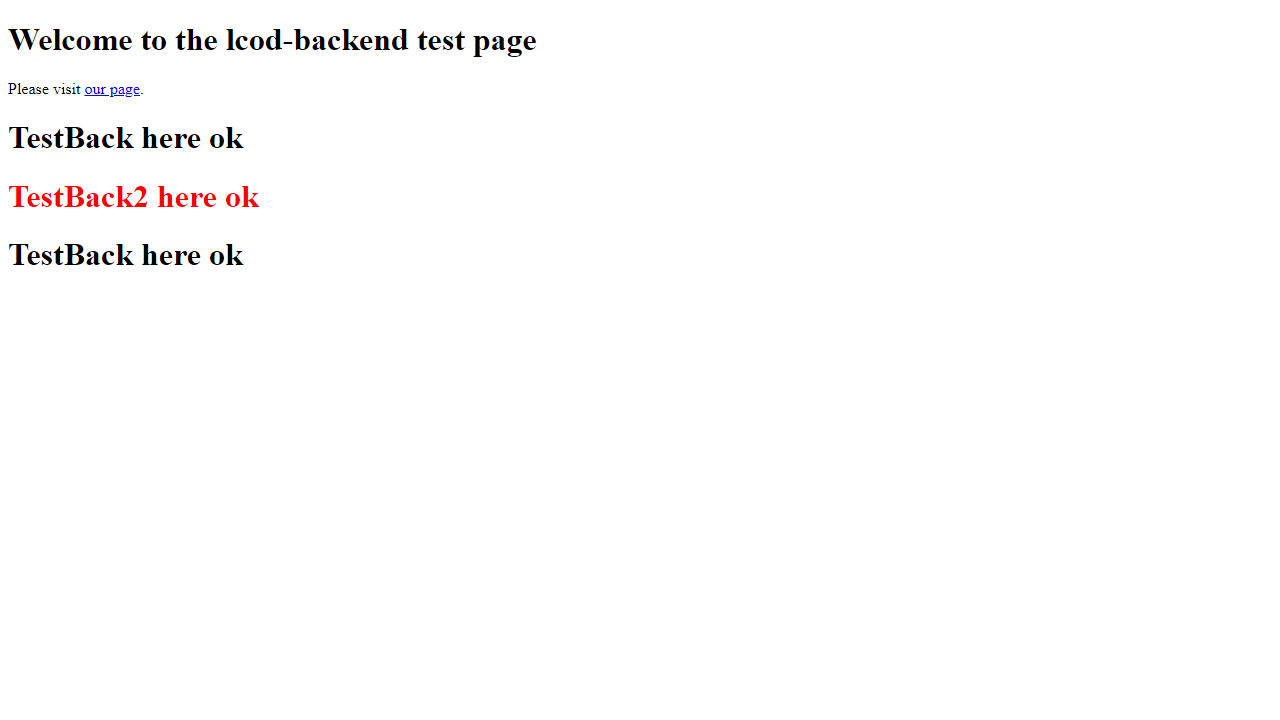 Welcome to the lcod-backend test page
Please visit our page.
TestBack here ok
TestBack2 here ok
TestBack here ok